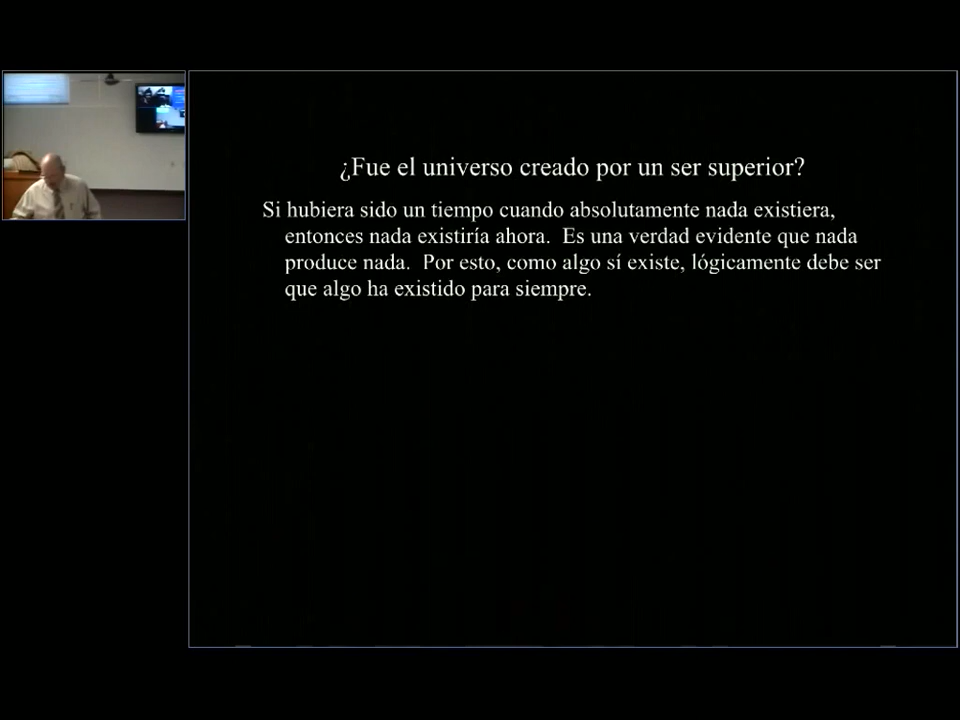 ¿Fue el universo creado por un ser superior?
Si hubiera sido un tiempo cuando absolutamente nada existiera,
entonces nada existiría ahora.  Es una verdad evidente que nada
produce nada.  Por esto, como algo sí existe, lógicamente debe ser
que algo ha existido para siempre.